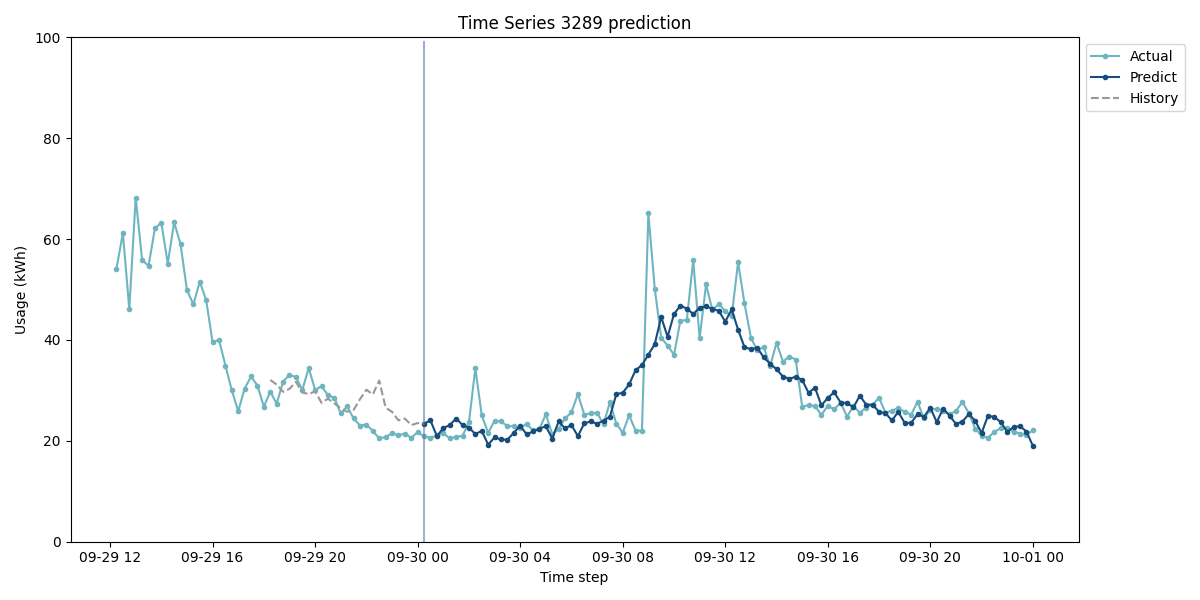 Time Series 3289 prediction
100
80
60
40
20
0
Usage (kWh)
09-29 12
09-29 16
09-29 20
09-30 00
09-30 04
09-30 08
09-30 12
09-30 16
09-30 20
10-01 00
Time step
Actual
Predict
History